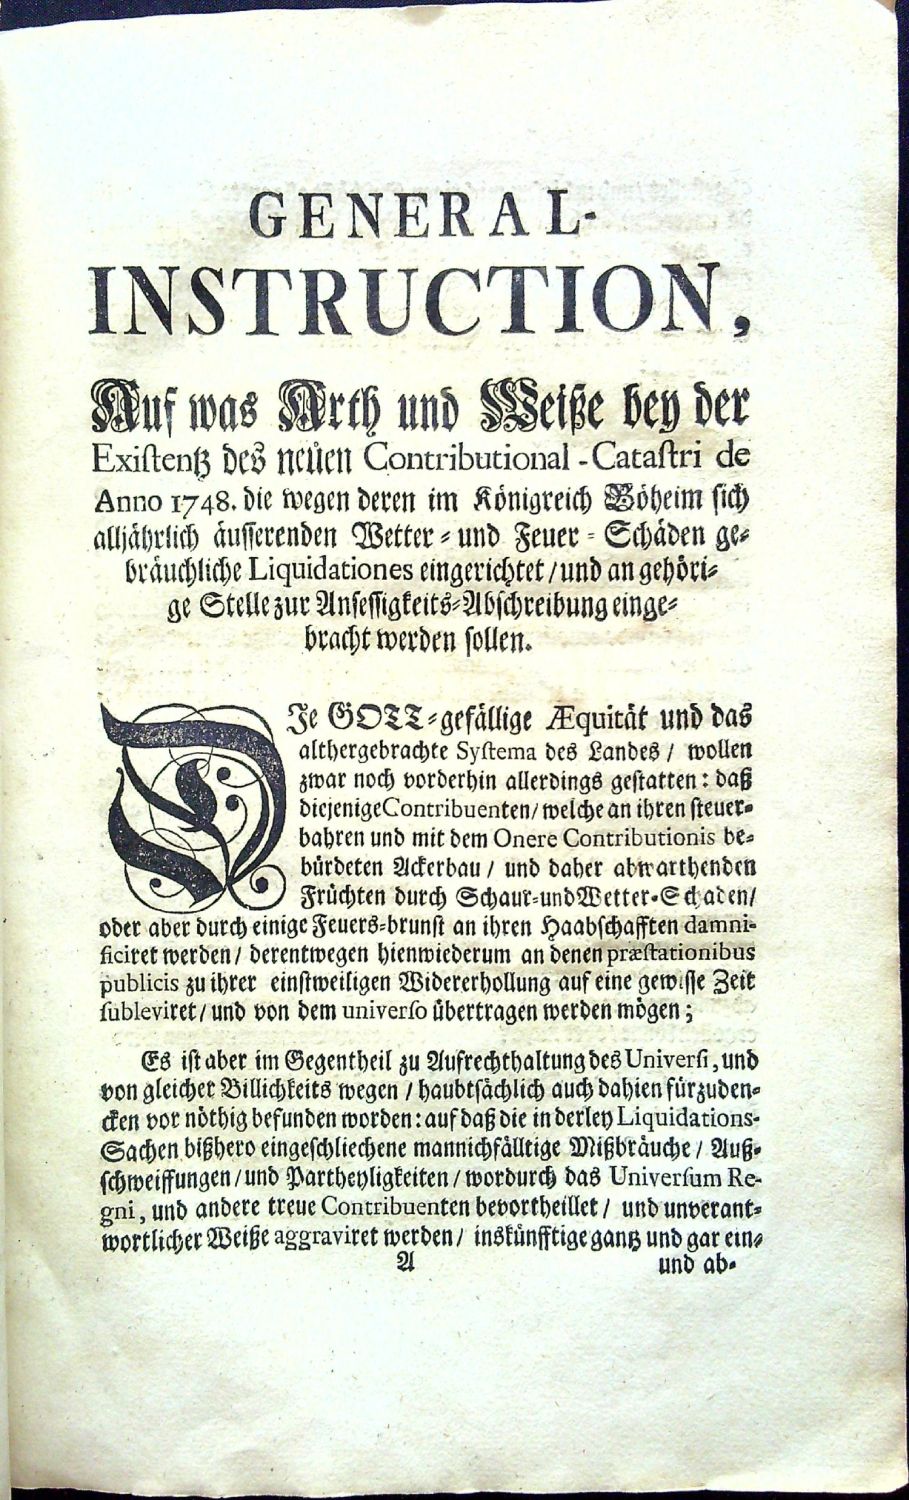 GENERAL-
INSTRUCTION,
Auf was Arth und Weiße bey der
Existentz des neuen Contributional-Catastri de
Anno 1748. die wegen deren im Königreich Böheim sich
alljährlich äusserenden Wetter- und Feuer-Schäden ge-
bräuchliche Liquidationes eingerichtet/ und an gehöri-
ge Stelle zur Ansessigkeits-Abschreibung einge-
bracht werden sollen.
DIe GOTT-gefällige Æquität und das
althergebrachte Systema des Landes/ wollen
zwar noch vorderhin allerdings gestatten: daß
diejenige Contribuenten/ welche an ihren steuer-
bahren und mit dem Onere Contributionis be-
bürdeten Ackerbau/ und daher abwarthenden
Früchten durch Schaur- und Wetter-Schaden/
oder aber durch einige Feuers-brunst an ihren Haabschafften damni-
ficiret werden/ derentwegen hienwiederum an denen præstationibus
publicis zu ihrer einstweiligen Widererhollung auf eine gewisse Zeit
subleviret/ und von dem universo übertragen werden mögen;
Es ist aber im Gegentheil zu Aufrechthaltung des Universi, und
von gleicher Billichkeits wegen/ haubtsächlich auch dahien fürzuden-
cken vor nöthig befunden worden: auf daß die in derley Liquidations-
Sachen bißhero eingeschliechene mannichfälltige Mißbräuche/ Auß-
schweiffungen/ und Partheyligkeiten/ wordurch das Universum Re-
gni, und andere treue Contribuenten bevortheillet/ und unverant-
wortlicher Weiße aggraviret werden/ inskünfftige gantz und gar ein-
A
und ab-